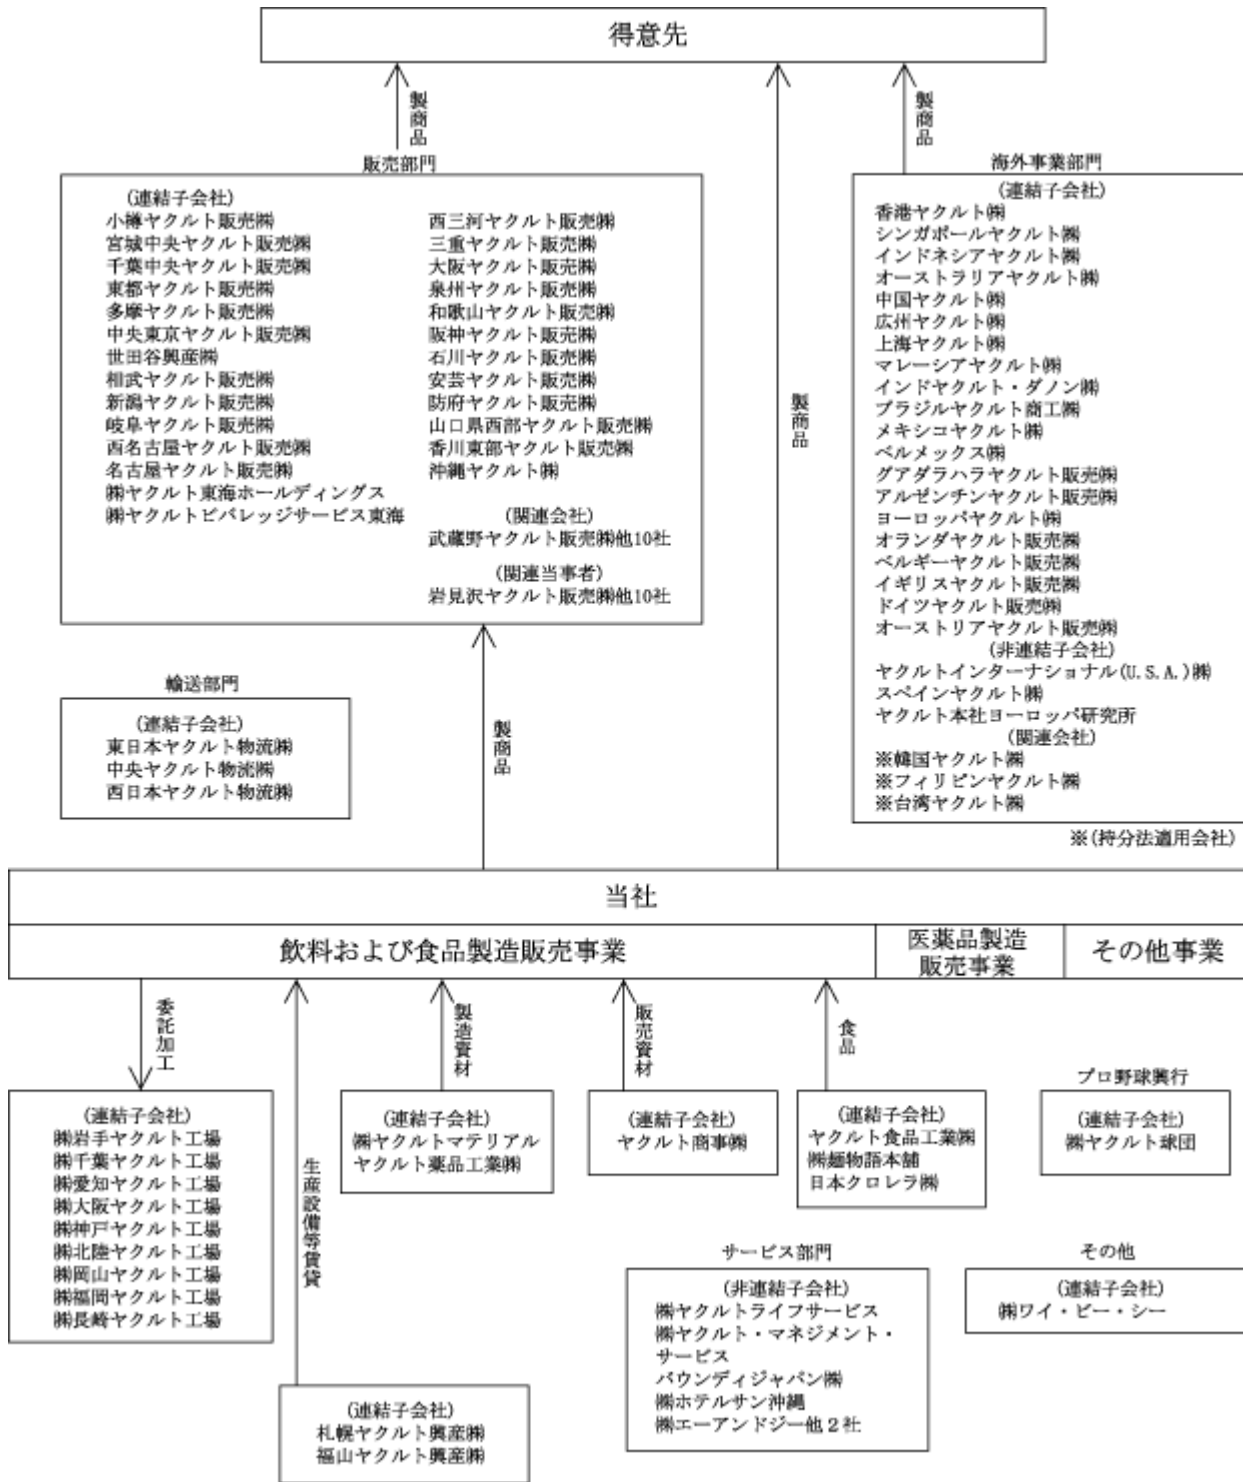 得意先
製商品
製商品
販売部門
海外事業部門
(連結子会社)
小樽ヤクルト販売㈱
宮城中央ヤクルト販売㈱
千葉中央ヤクルト販売㈱
東都ヤクルト販売㈱
多摩ヤクルト販売㈱
中央東京ヤクルト販売㈱
世田谷興産㈱
相武ヤクルト販売㈱
新潟ヤクルト販売㈱
岐阜ヤクルト販売㈱
西名古屋ヤクルト販売㈱
名古屋ヤクルト販売㈱
㈱ヤクルト東海ホールディングス
㈱ヤクルトビバレッジサービス東海
西三河ヤクルト販売㈱
三重ヤクルト販売㈱
大阪ヤクルト販売㈱
泉州ヤクルト販売㈱
和歌山ヤクルト販売㈱
阪神ヤクルト販売㈱
石川ヤクルト販売㈱
安芸ヤクルト販売㈱
防府ヤクルト販売㈱
山口県西部ヤクルト販売㈱
香川東部ヤクルト販売㈱
沖縄ヤクルト㈱
(関連会社)
武蔵野ヤクルト販売㈱他10社
(関連当事者)
岩見沢ヤクルト販売㈱他10社
製商品
(連結子会社)
香港ヤクルト㈱
シンガポールヤクルト㈱
インドネシアヤクルト㈱
オーストラリアヤクルト㈱
中国ヤクルト㈱
広州ヤクルト㈱
上海ヤクルト㈱
マレーシアヤクルト㈱
インドヤクルト・ダノン㈱
ブラジルヤクルト商工㈱
メキシコヤクルト㈱
ベルメックス㈱
グアダラハラヤクルト販売㈱
アルゼンチンヤクルト販売㈱
ヨーロッパヤクルト㈱
オランダヤクルト販売㈱
ベルギーヤクルト販売㈱
イギリスヤクルト販売㈱
ドイツヤクルト販売㈱
オーストリアヤクルト販売㈱
(非連結子会社)
ヤクルトインターナショナル(U.S.A.)㈱
スペインヤクルト㈱
ヤクルト本社ヨーロッパ研究所
(関連会社)
※韓国ヤクルト㈱
※フィリピンヤクルト㈱
※台湾ヤクルト㈱
※(持分法適用会社)
輸送部門
(連結子会社)
東日本ヤクルト物流㈱
中央ヤクルト物流㈱
西日本ヤクルト物流㈱
製商品
当社
飲料および食品製造販売事業
医薬品製造
販売事業
その他事業
委託加工
生産設備等賃貸
製造資材
販売資材
食品
(連結子会社)
㈱岩手ヤクルト工場
㈱千葉ヤクルト工場
㈱愛知ヤクルト工場
㈱大阪ヤクルト工場
㈱神戸ヤクルト工場
㈱北陸ヤクルト工場
㈱岡山ヤクルト工場
㈱福岡ヤクルト工場
㈱長崎ヤクルト工場
(連結子会社)
㈱ヤクルトマテリアル
ヤクルト薬品工業㈱
(連結子会社)
ヤクルト商事㈱
(連結子会社)
ヤクルト食品工業㈱
㈱麺物語本舗
日本クロレラ㈱
プロ野球興行
(連結子会社)
㈱ヤクルト球団
サービス部門
(非連結子会社)
㈱ヤクルトライフサービス
㈱ヤクルト・マネジメント・
サービス
バウンディジャパン㈱
㈱ホテルサン沖縄
㈱エーアンドジー他２社
その他
(連結子会社)
㈱ワイ・ビー・シー
(連結子会社)
札幌ヤクルト興産㈱
福山ヤクルト興産㈱